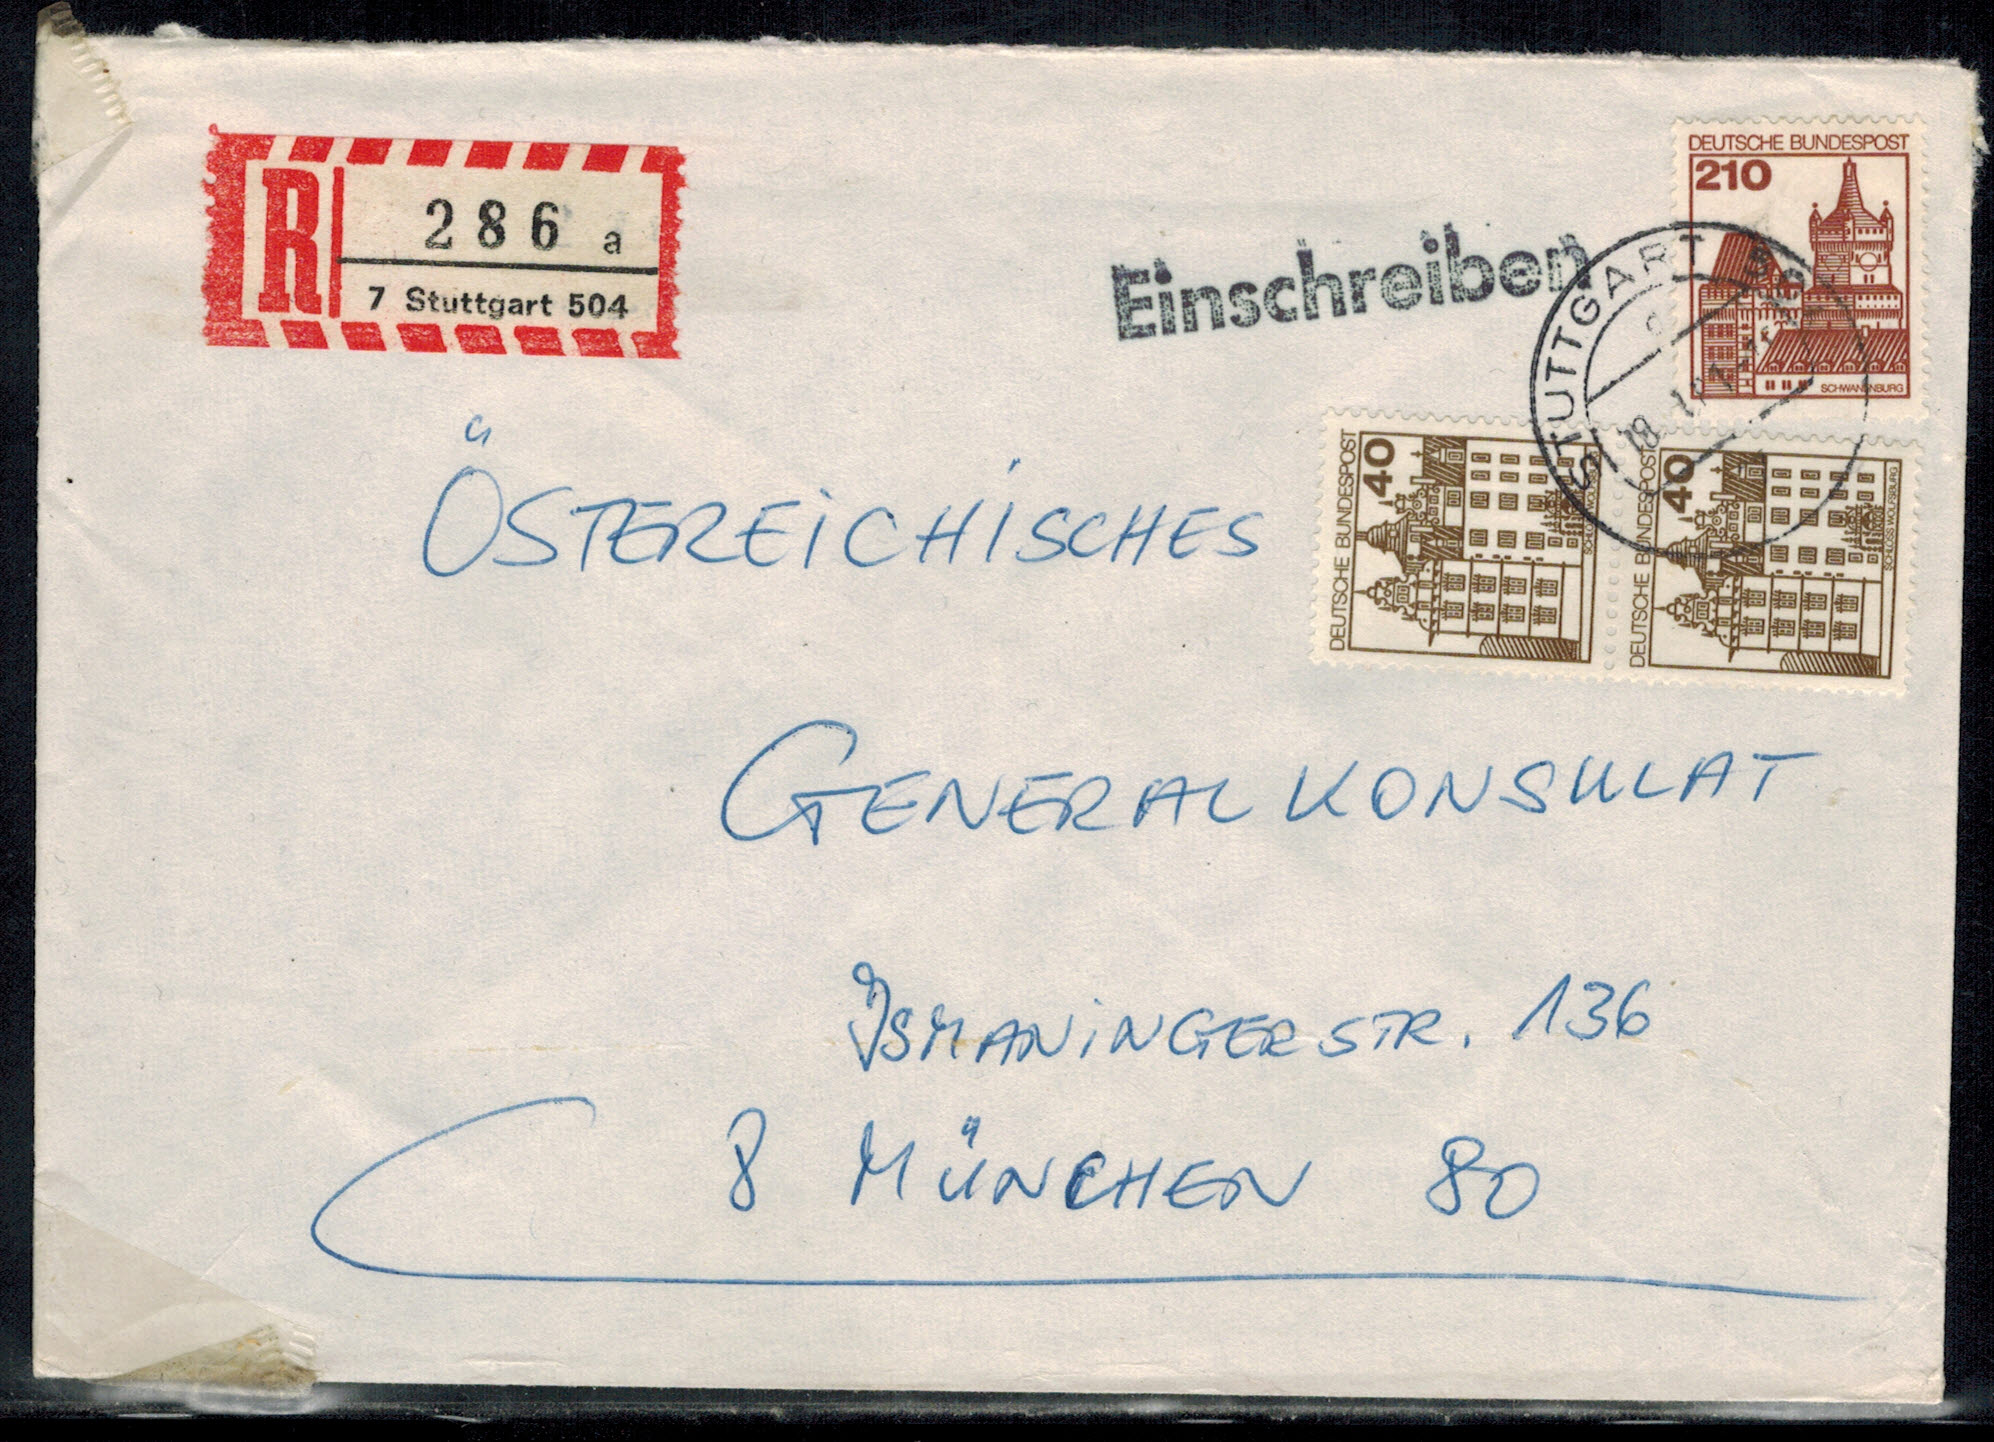 R
286 a
7 Stuttgart 504
Einschreiben
DEUTSCHE BUNDESPOST
210
SCHWANENBURG
STUTTGART
DEUTSCHE BUNDESPOST
40
DEUTSCHE BUNDESPOST
40
SCHLOSS WOLFSBURG
ÖSTEREICHISCHES
GENERALKONSULAT
ISMANINGERSTR. 136
8 MÜNCHEN 80